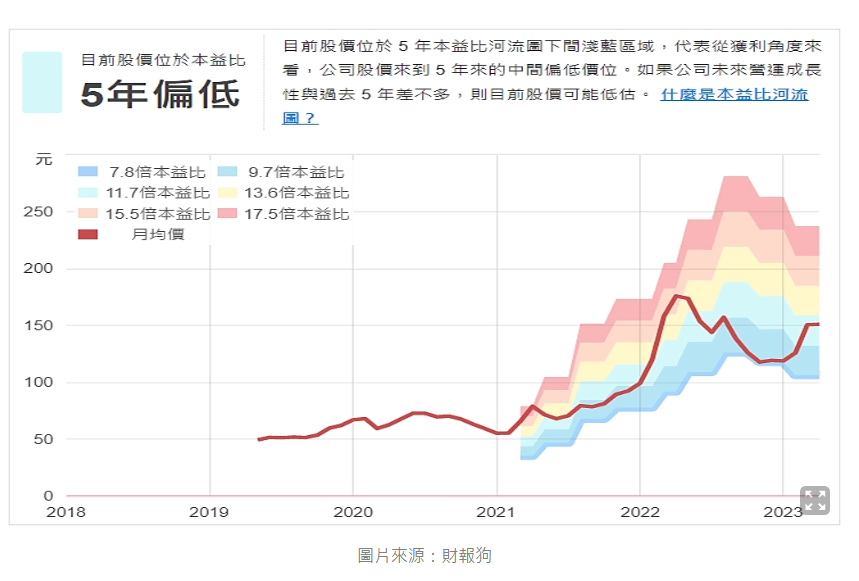 目前股價位於本益比
5年偏低
目前股價位於 5 年本益比河流圖下間淺藍區域，代表從獲利角度來
看，公司股價來到 5 年來的中間偏低價位。如果公司未來營運成長
性與過去 5 年差不多，則目前股價可能低估。 什麼是本益比河流
圖？
元
7.8倍本益比 9.7倍本益比
11.7倍本益比 13.6倍本益比
15.5倍本益比 17.5倍本益比
月均價
250
200
150
100
50
0
2018 2019 2020 2021 2022 2023
圖片來源：財報狗